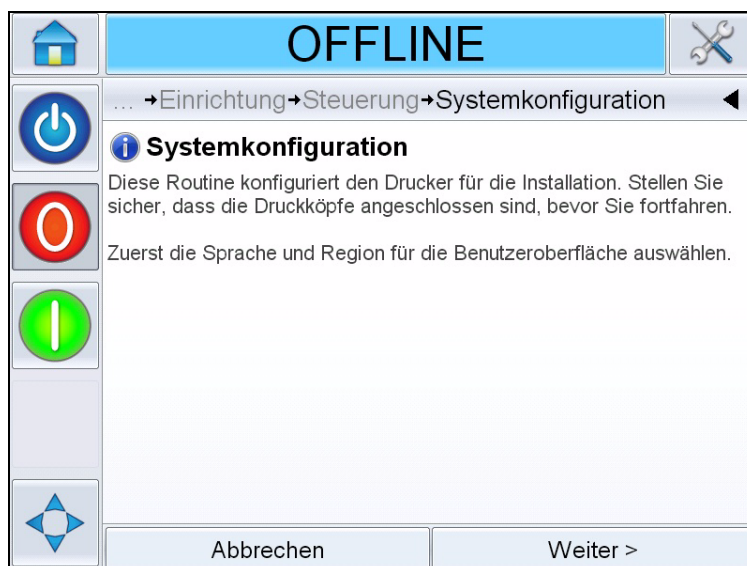 OFFLINE
... →Einrichtung→Steuerung→Systemkonfiguration
Systemkonfiguration
Diese Routine konfiguriert den Drucker für die Installation. Stellen Sie
sicher, dass die Druckköpfe angeschlossen sind, bevor Sie fortfahren.
Zuerst die Sprache und Region für die Benutzeroberfläche auswählen.
Abbrechen
Weiter >